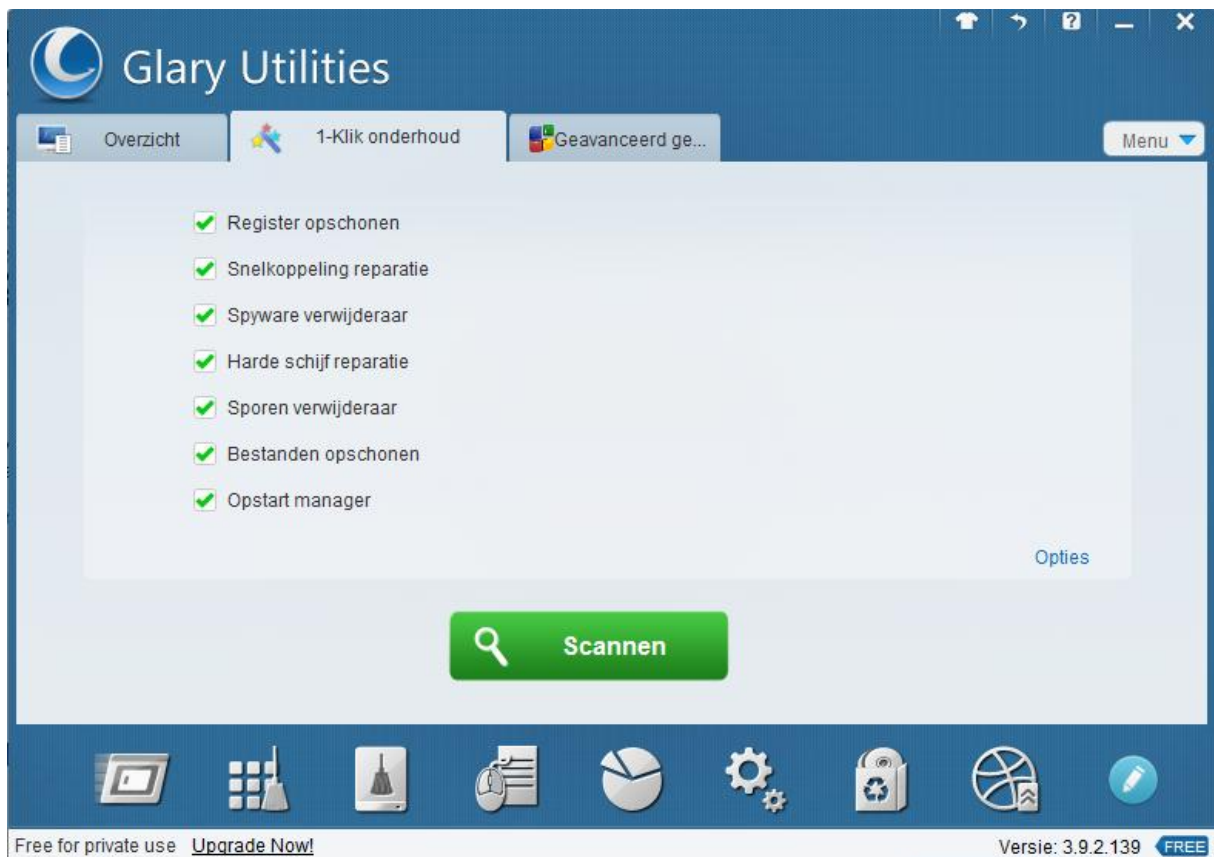 Glary Utilities
Overzicht
1-Klik onderhoud
Geavanceerd ge...
Menu
Register opschonen
Snelkoppeling reparatie
Spyware verwijderaar
Harde schijf reparatie
Sporen verwijderaar
Bestanden opschonen
Opstart manager
Opties
Scannen
Free for private use Upgrade Now!
Versie: 3.9.2.139 FREE